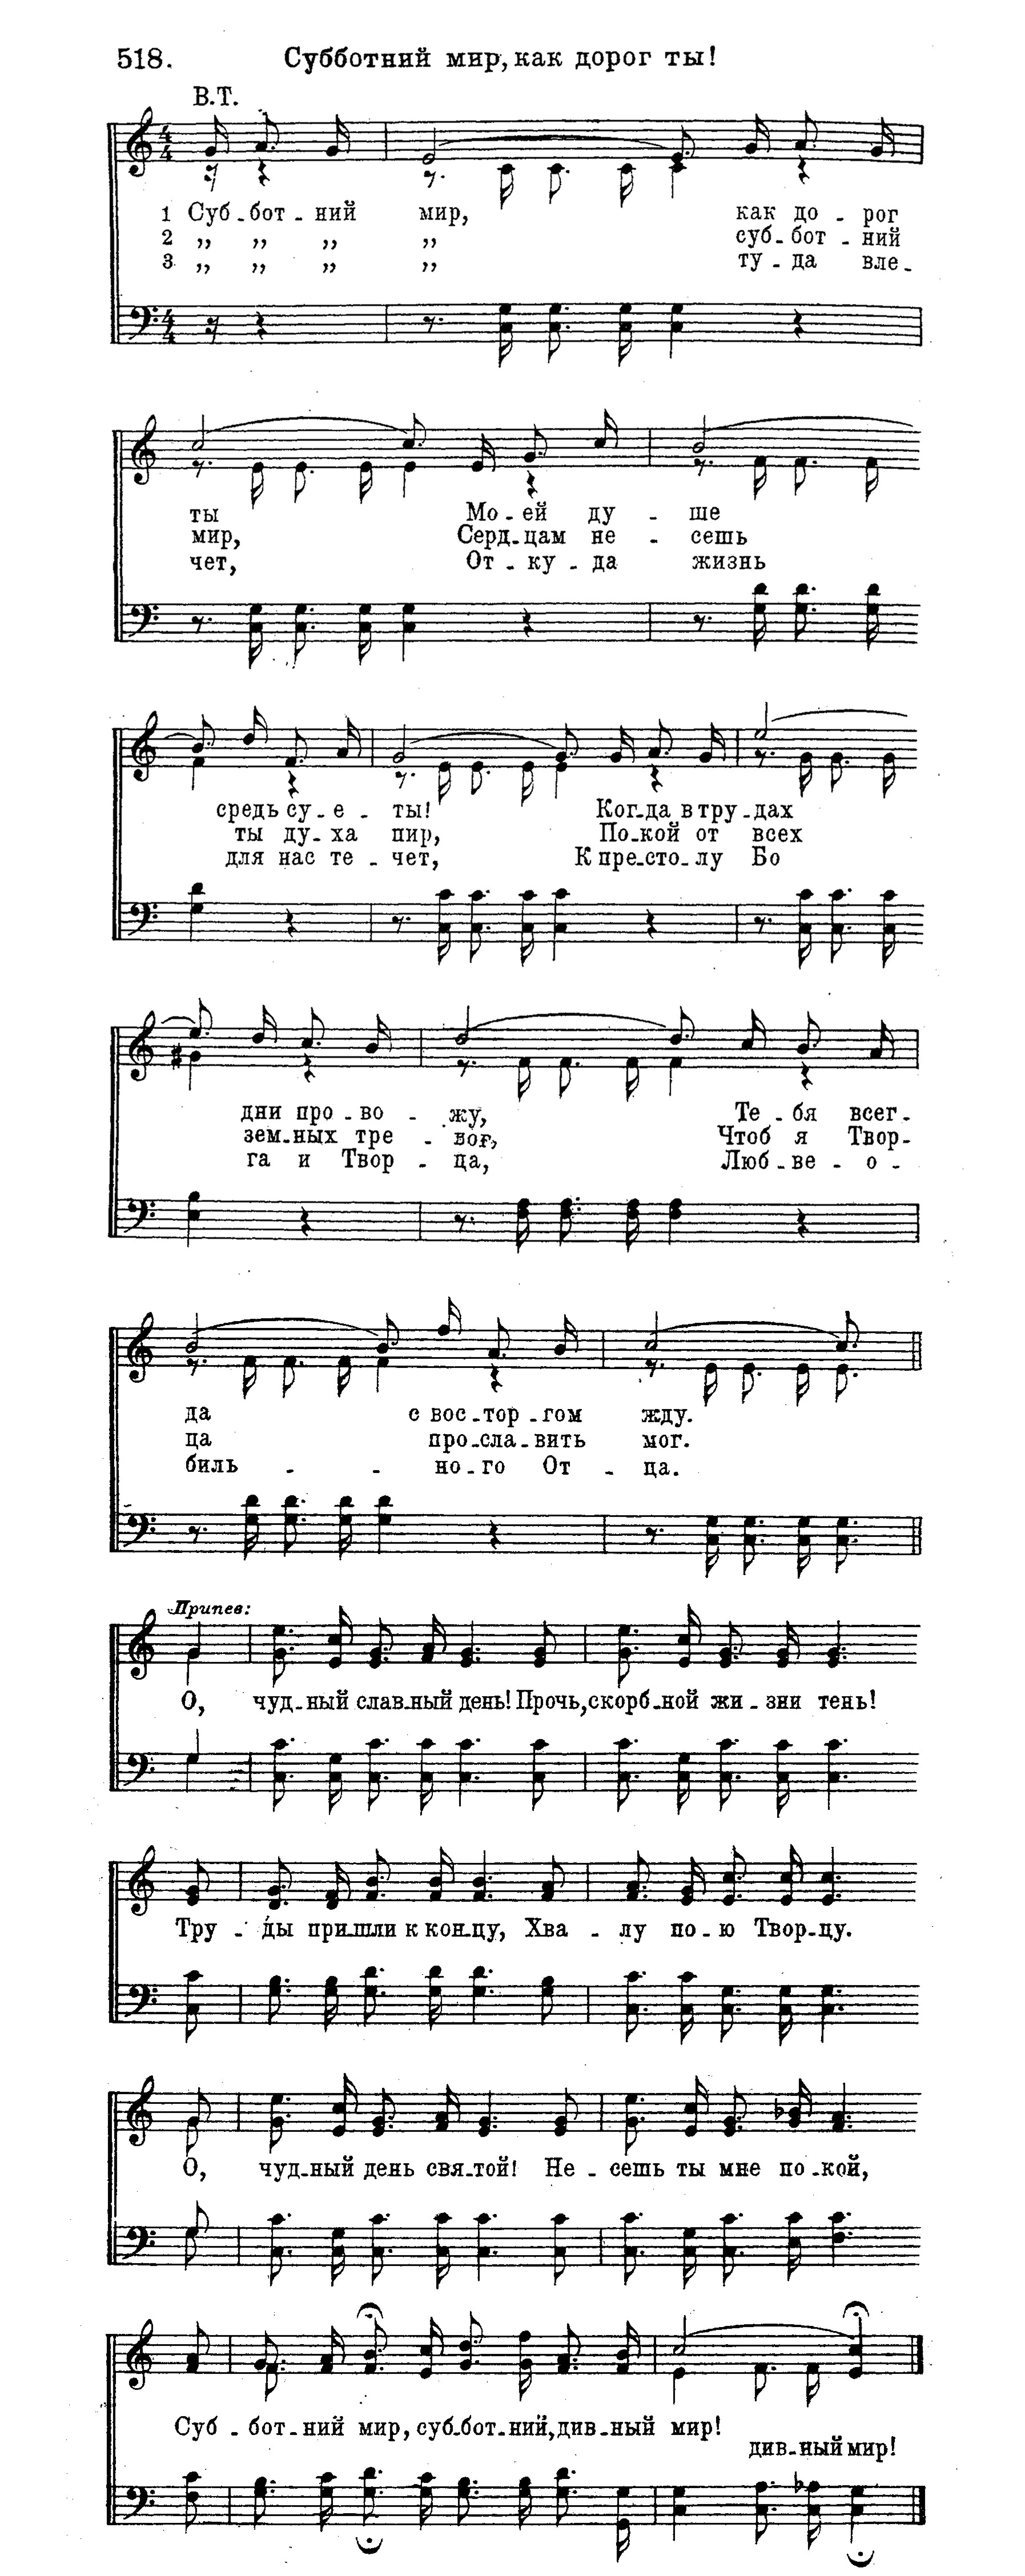 518. Субботний мир, как дорог ты!
В.Т.
4 4
1 Суб - бот - ний мир, как до - рог
2 „ „ „ „ суб - бот - ний
3 „ „ „ „ ту - да вле -
4 4
ты Мо - ей ду - ше
мир, Серд - цам не - сешь
чет, От - ку - да жизнь
средь су - е - ты! Ког - да в тру - дах
ты ду - ха пир, По - кой от всех
для нас те - чет, К пре - сто - лу Бо
дни про - во - жу, Те - бя всег -
зем - ных тре - вог, Чтоб я Твор -
га и Твор - ца, Люб - ве - о -
да с вос - тор - гом жду.
ца про - сла - вить мог.
биль - - но - го От - ца.
Припев:
О, чуд - ный слав - ный день! Прочь, скорб - ной жи - зни тень!
Тру - ды при - шли к кон - цу, Хва - лу по - ю Твор - цу.
О, чуд - ный день свя - той! Не - сешь ты мне по - кой,
Суб - бот - ний мир, суб - бот - ний, див - ный мир!
див - ный мир!